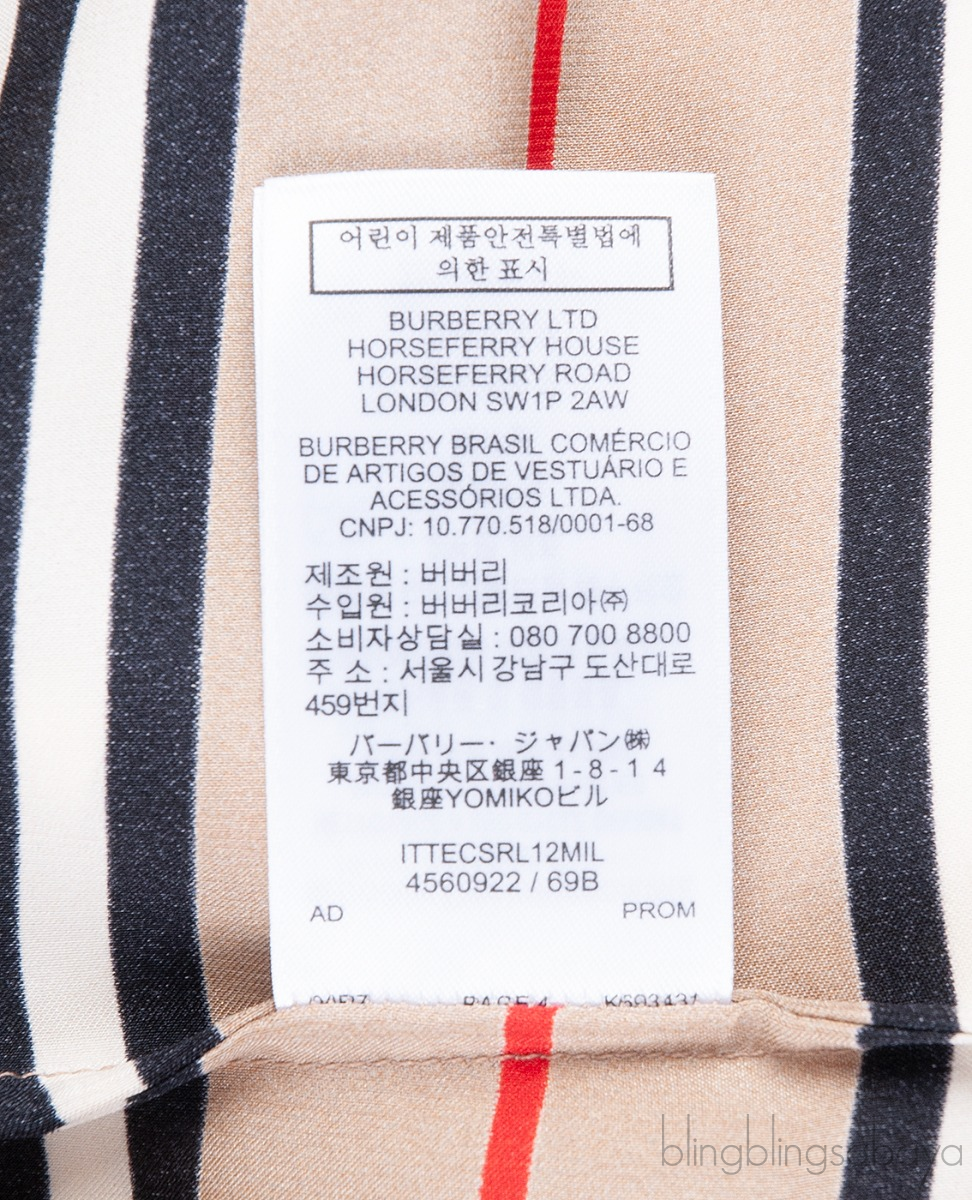 어린이 제품안전특별법에
의한 표시
BURBERRY LTD
HORSEFERRY HOUSE
HORSEFERRY ROAD
LONDON SW1P 2AW
BURBERRY BRASIL COMÉRCIO
DE ARTIGOS DE VESTUÁRIO E
ACESSÓRIOS LTDA.
CNPJ: 10.770.518/0001-68
제조원 : 버버리
수입원 : 버버리코리아㈜
소비자상담실 : 080 700 8800
주 소 : 서울시 강남구 도산대로
459번지
バーバリー・ジャパン㈱
東京都中央区銀座 1-8-1 4
銀座YOMIKOビル
ITTECSRL12MIL
4560922 / 69B
AD PROM
PAGE 4
blingblingsubaya